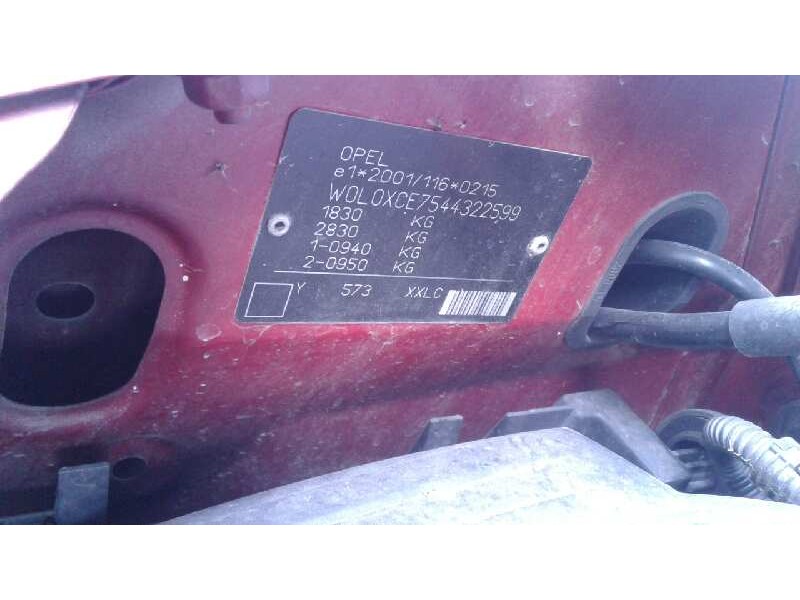 OPEL
e1*2001/116*0215
W0L0XCE7544322599
1830 KG
2830 KG
1-0940 KG
2-0950 KG
Y 573 XXLC